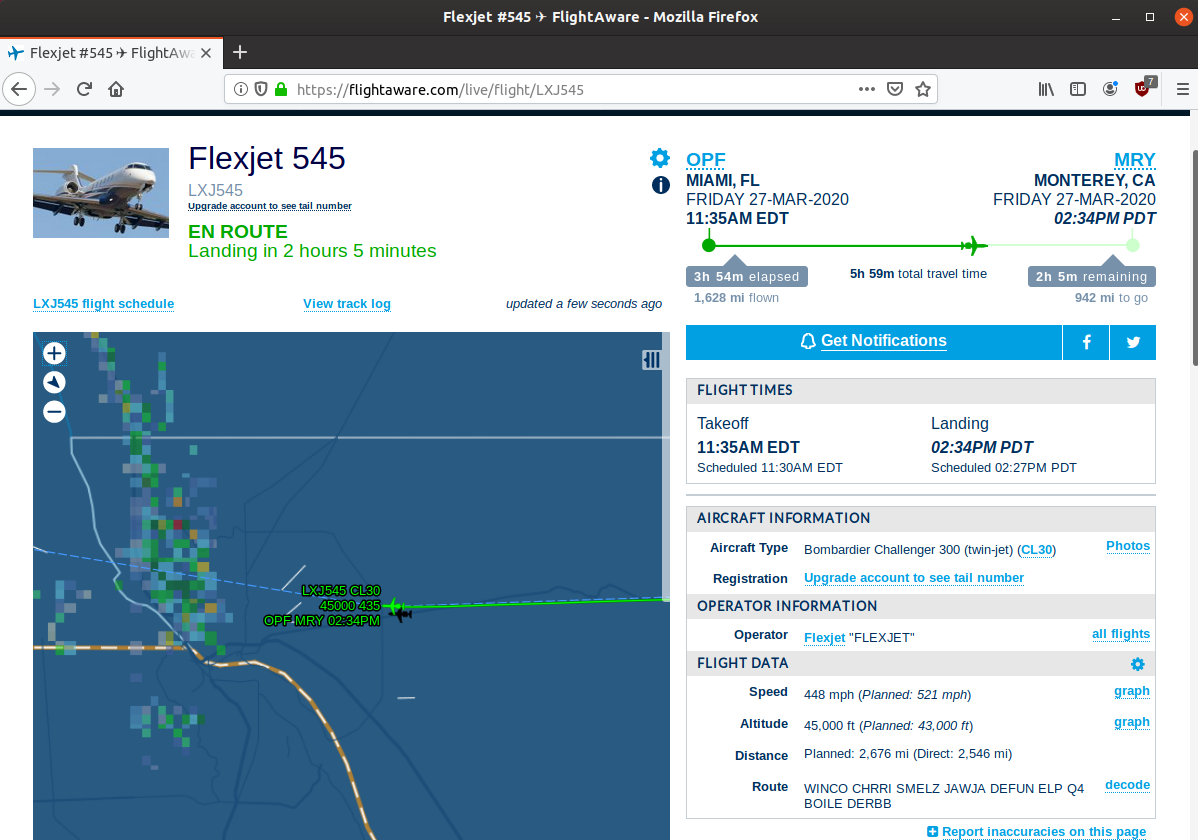 Flexjet #545 ✈ FlightAware - Mozilla Firefox
Flexjet #545 ✈ FlightAwa
https://flightaware.com/live/flight/LXJ545
7
Flexjet 545
LXJ545
Upgrade account to see tail number
EN ROUTE
Landing in 2 hours 5 minutes
OPF MRY
MIAMI, FL MONTEREY, CA
FRIDAY 27-MAR-2020 FRIDAY 27-MAR-2020
11:35AM EDT 02:34PM PDT
3h 54m elapsed 5h 59m total travel time 2h 5m remaining
1,628 mi flown 942 mi to go
LXJ545 flight schedule View track log updated a few seconds ago
Get Notifications
FLIGHT TIMES
Takeoff Landing
11:35AM EDT 02:34PM PDT
Scheduled 11:30AM EDT Scheduled 02:27PM PDT
AIRCRAFT INFORMATION
Aircraft Type Bombardier Challenger 300 (twin-jet) (CL30) Photos
Registration Upgrade account to see tail number
OPERATOR INFORMATION
Operator Flexjet "FLEXJET" all flights
FLIGHT DATA
Speed 448 mph (Planned: 521 mph) graph
Altitude 45,000 ft (Planned: 43,000 ft) graph
Distance Planned: 2,676 mi (Direct: 2,546 mi)
Route WINCO CHRRI SMELZ JAWJA DEFUN ELP Q4 decode
BOILE DERBB
Report inaccuracies on this page
LXJ545 CL30
45000 435
OPF MRY 02:34PM